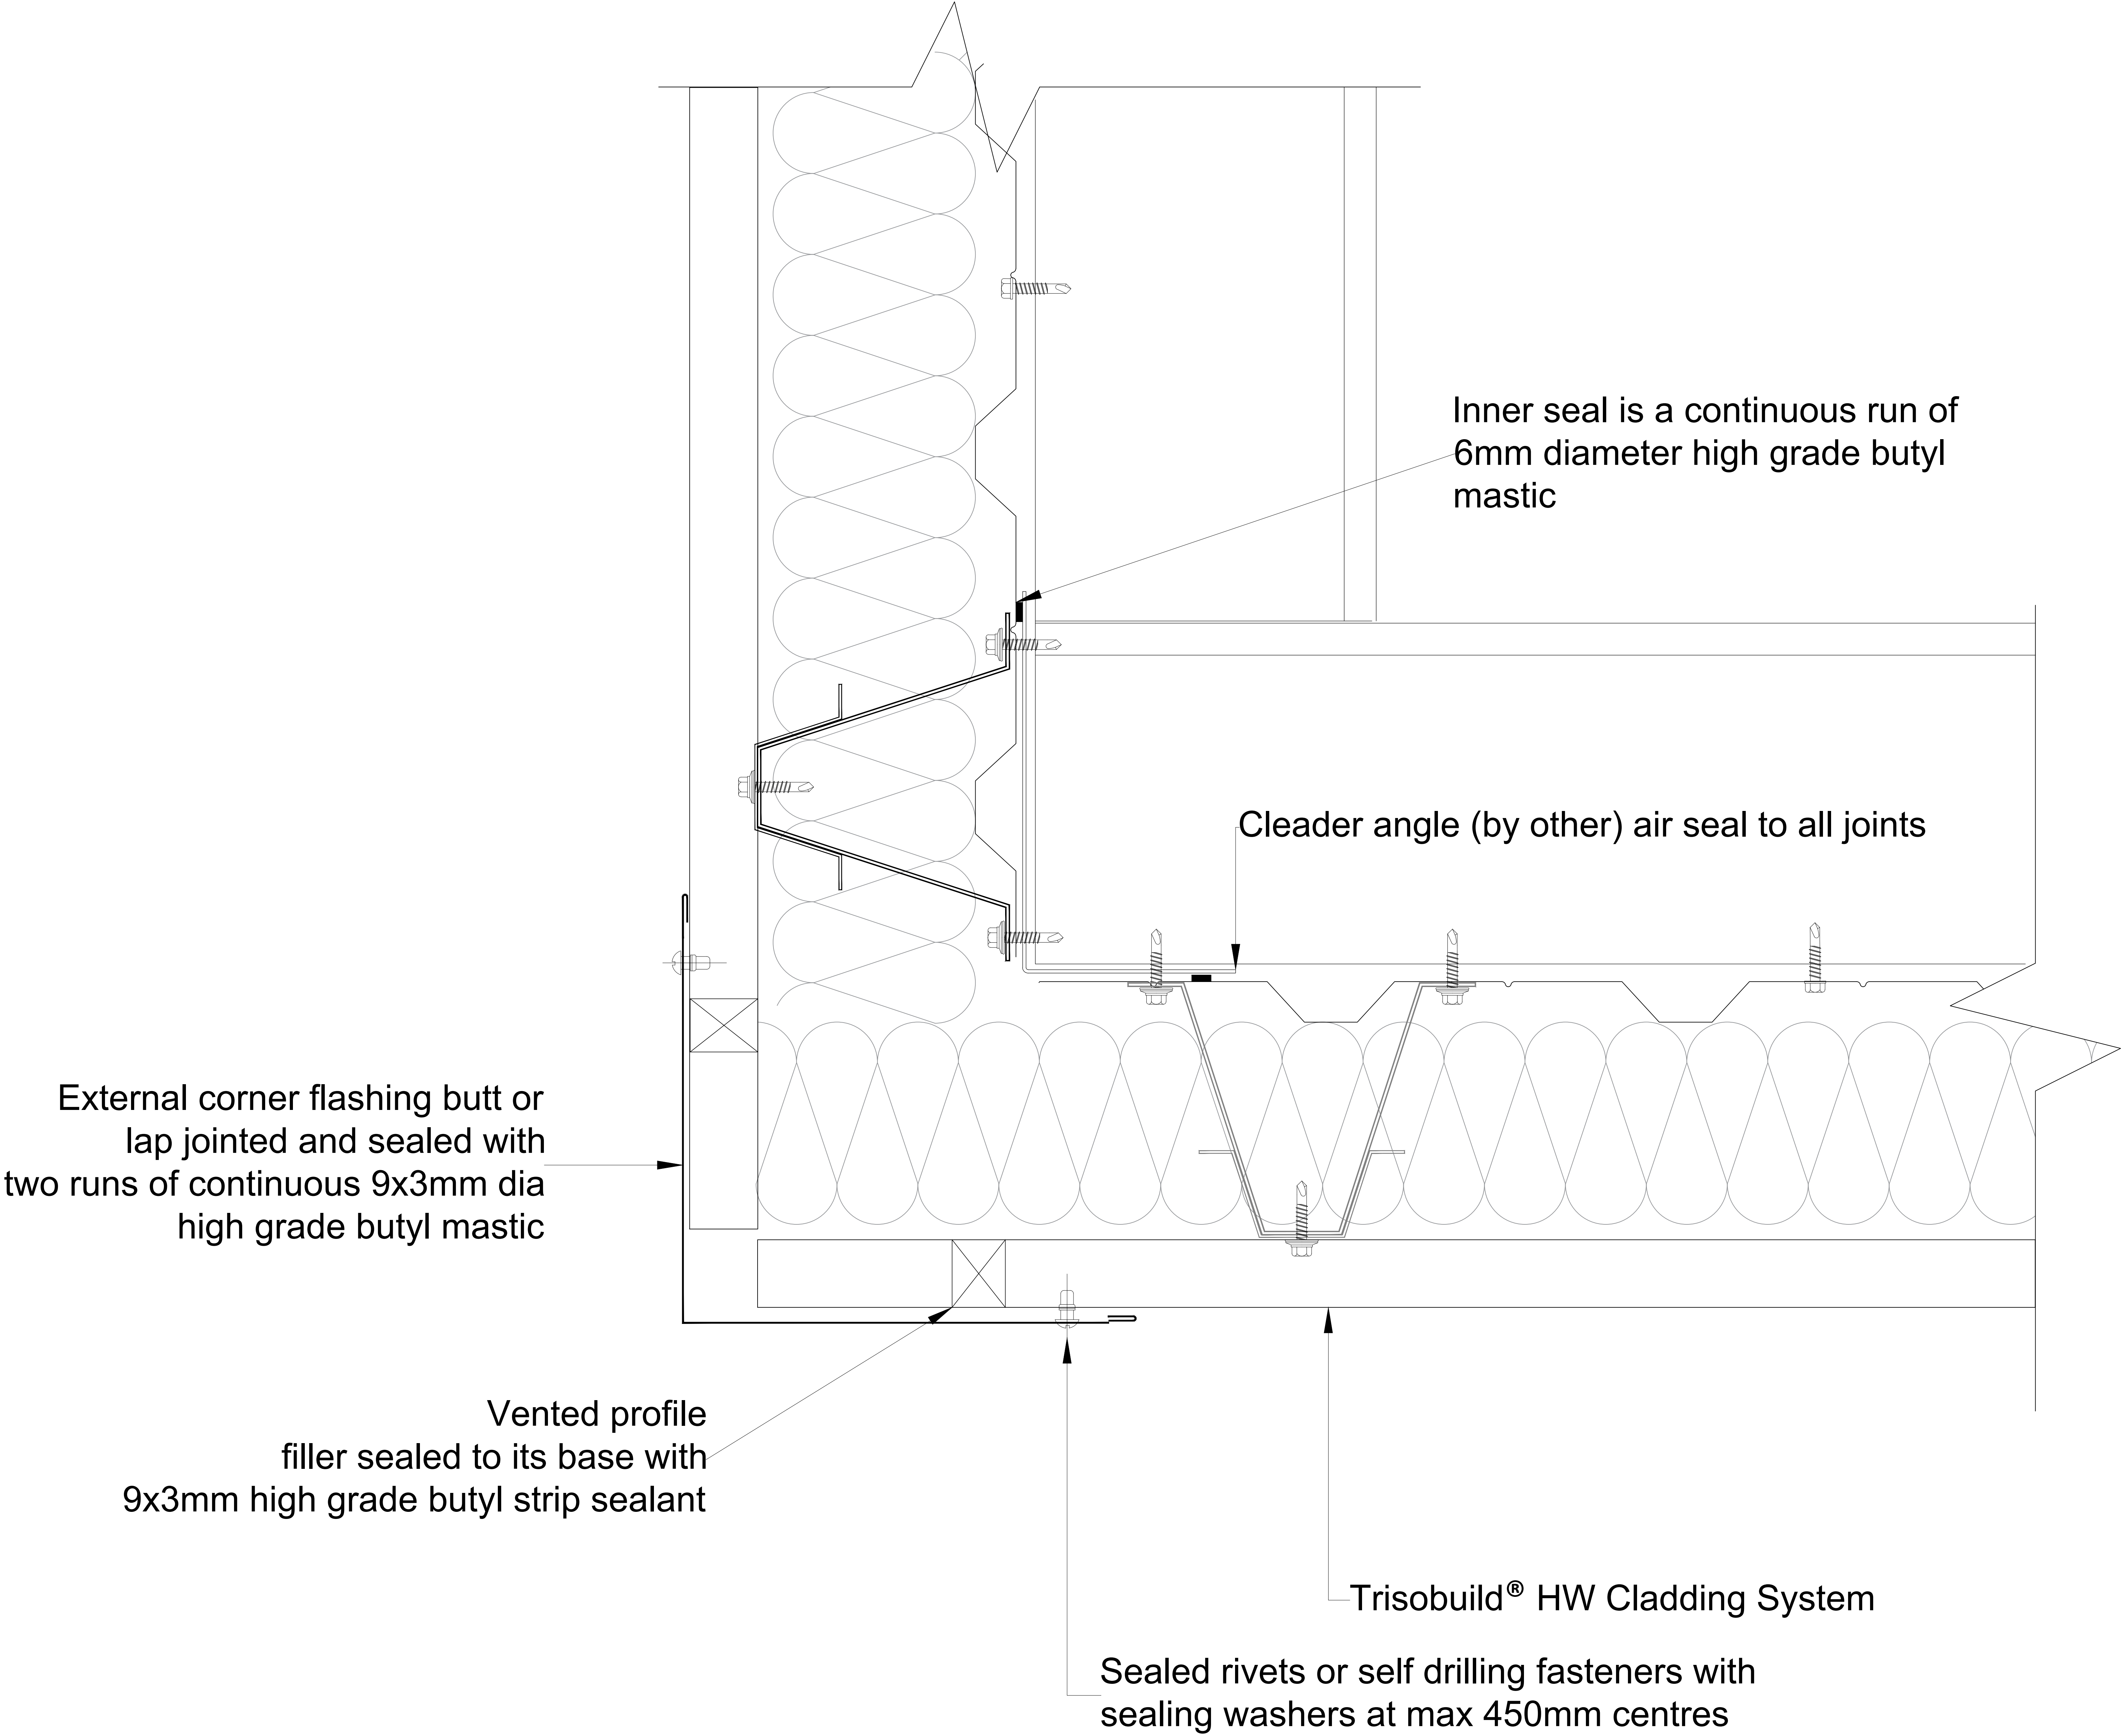 Inner seal is a continuous run of
6mm diameter high grade butyl
mastic
Cleader angle (by other) air seal to all joints
External corner flashing butt or
lap jointed and sealed with
two runs of continuous 9x3mm dia
high grade butyl mastic
Vented profile
filler sealed to its base with
9x3mm high grade butyl strip sealant
Trisobuild® HW Cladding System
Sealed rivets or self drilling fasteners with
sealing washers at max 450mm centres